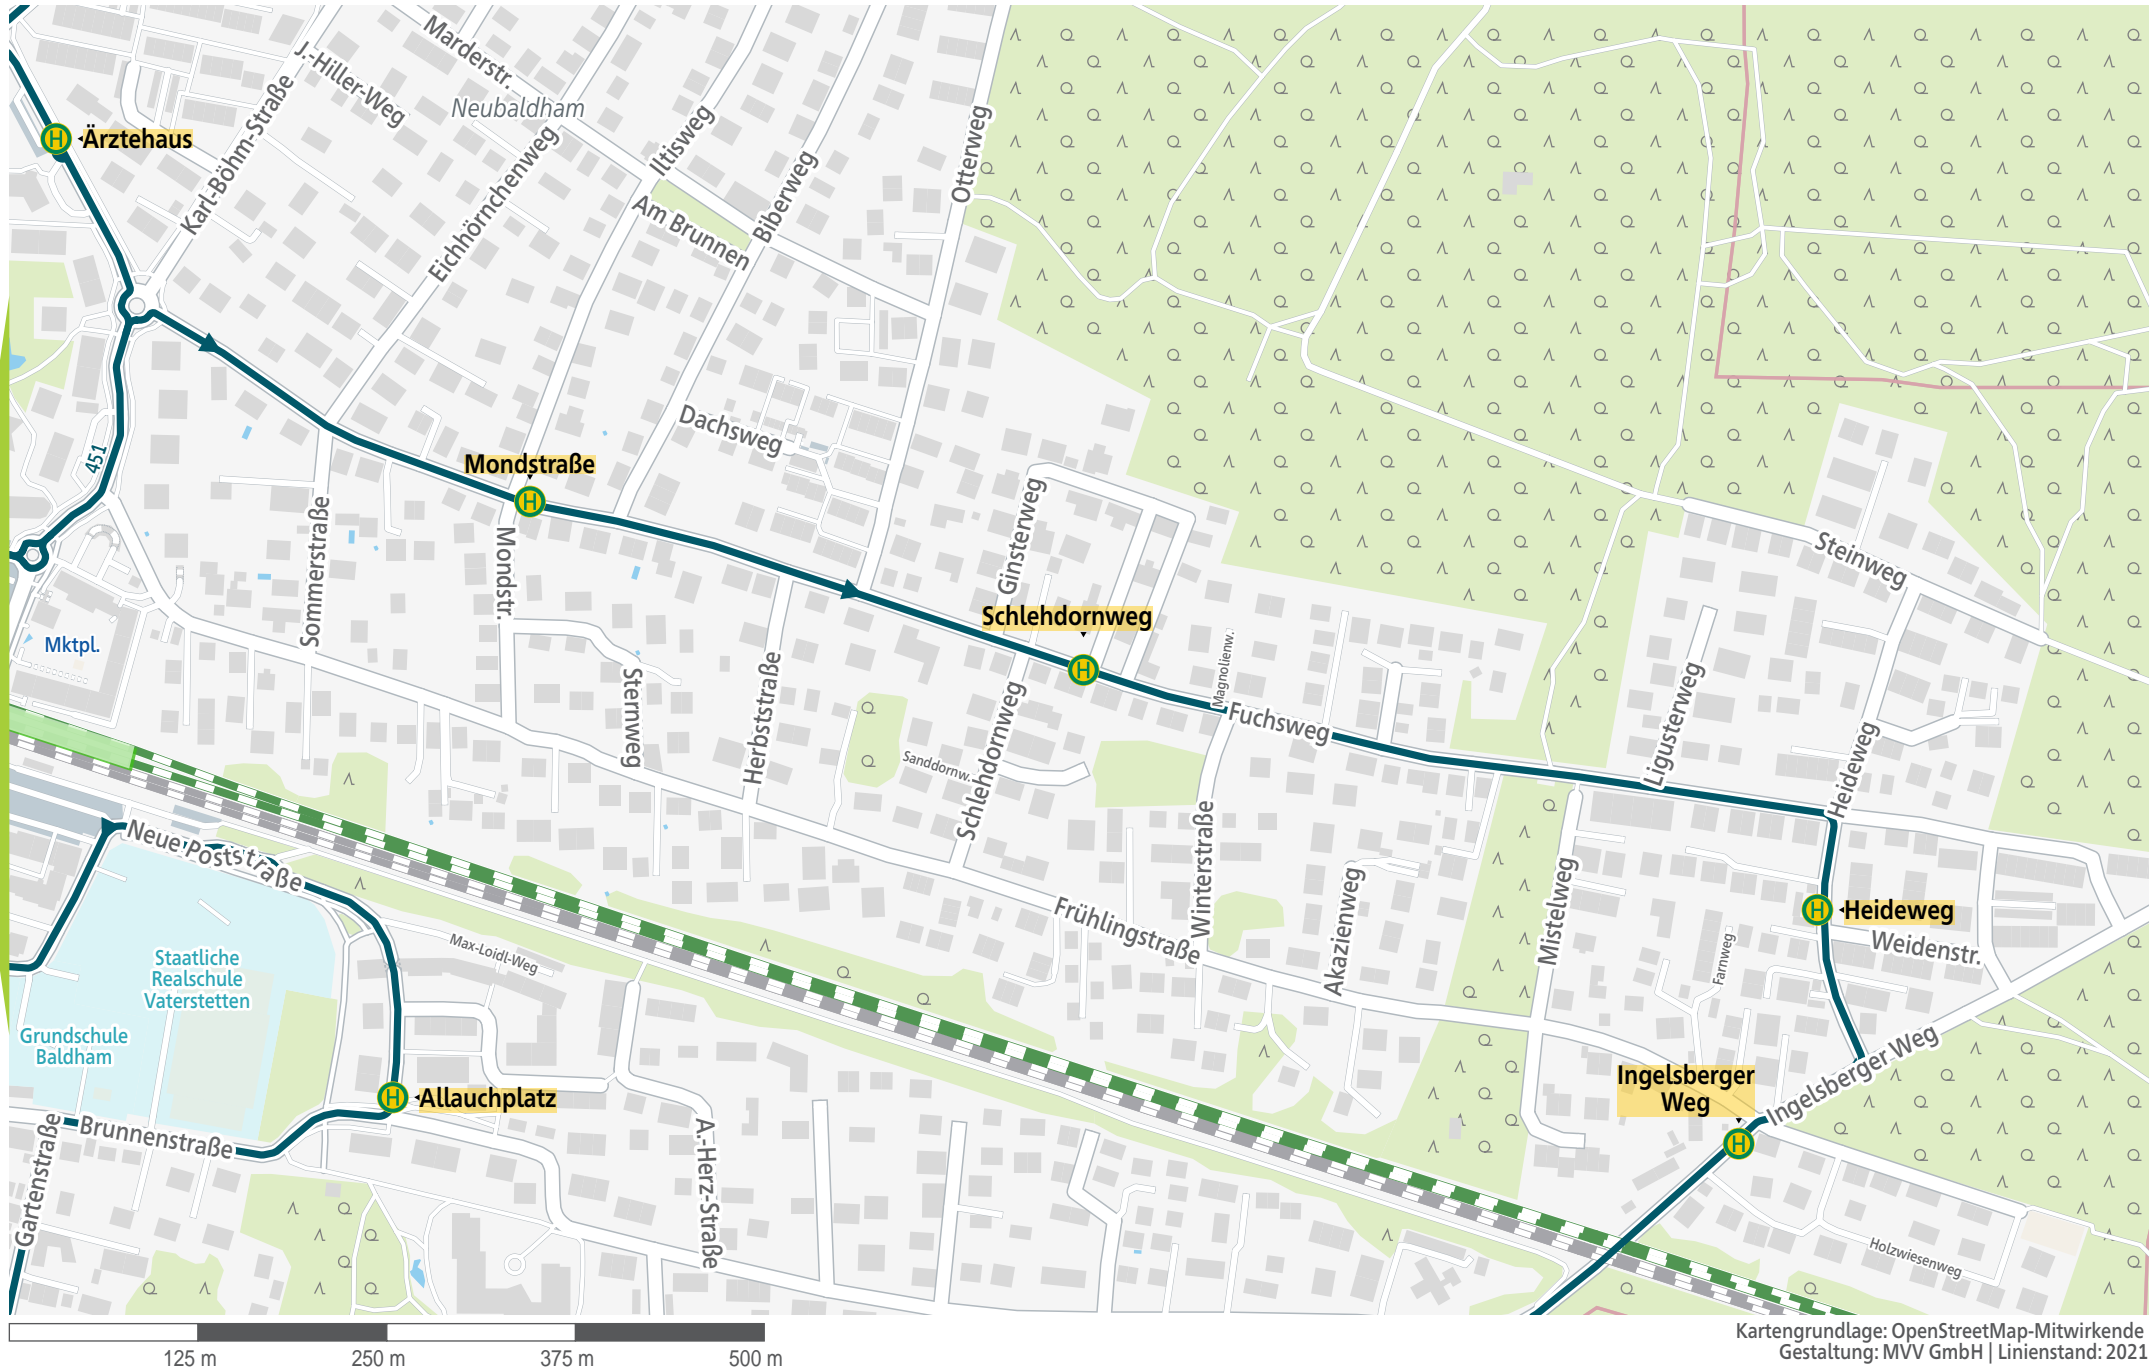 Marderstr.
J.-Hiller-Weg
Neubaldham
Karl-Böhm-Straße
Ärztehaus
Eichhörnchenweg
Iltisweg
Biberweg
Otterweg
Am Brunnen
Dachsweg
451
Mondstraße
Sommerstraße
Mondstr.
Ginsterweg
Steinweg
Schlehdornweg
Mktpl.
Sternweg
Herbststraße
Schlehdornweg
Magnolienw.
Fuchsweg
Ligusterweg
Heideweg
Sanddornw.
Neue Poststraße
Winterstraße
Akazienweg
Mistelweg
Heideweg
Weidenstr.
Frühlingstraße
Farnweg
Max-Loidl-Weg
Staatliche
Realschule
Vaterstetten
Grundschule
Baldham
Ingelsberger
Weg
Ingelsberger Weg
H
H
H
H
H
H
Allauchplatz
Brunnenstraße
Gartenstraße
A.-Herz-Straße
Holzwiesenweg
125 m
250 m
375 m
500 m
Kartengrundlage: OpenStreetMap-Mitwirkende
Gestaltung: MVV GmbH | Linienstand: 2021